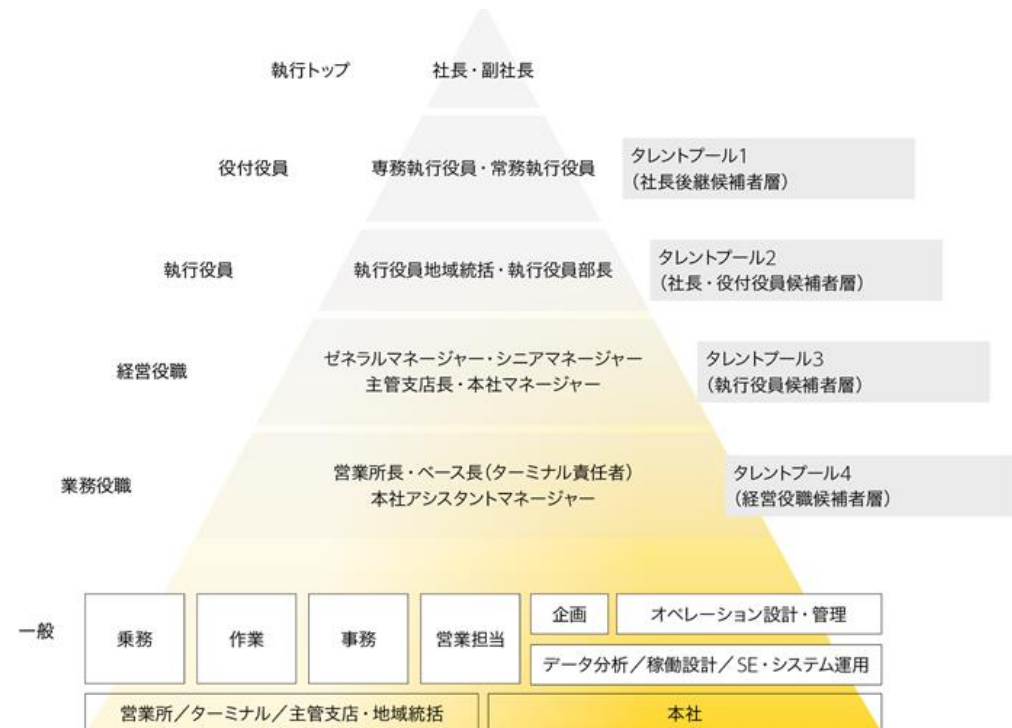 執行トップ
社長・副社長
役付役員
専務執行役員・常務執行役員
タレントプール1
（社長後継候補者層）
執行役員
執行役員地域統括・執行役員部長
タレントプール2
（社長・役付役員候補者層）
経営役職
ゼネラルマネージャー・シニアマネージャー
主管支店長・本社マネージャー
タレントプール3
（執行役員候補者層）
業務役職
営業所長・ベース長（ターミナル責任者）
本社アシスタントマネージャー
タレントプール4
（経営役職候補者層）
一般
乗務
作業
事務
営業担当
企画
オペレーション設計・管理
データ分析／稼働設計／SE・システム運用
営業所／ターミナル／主管支店・地域統括
本社